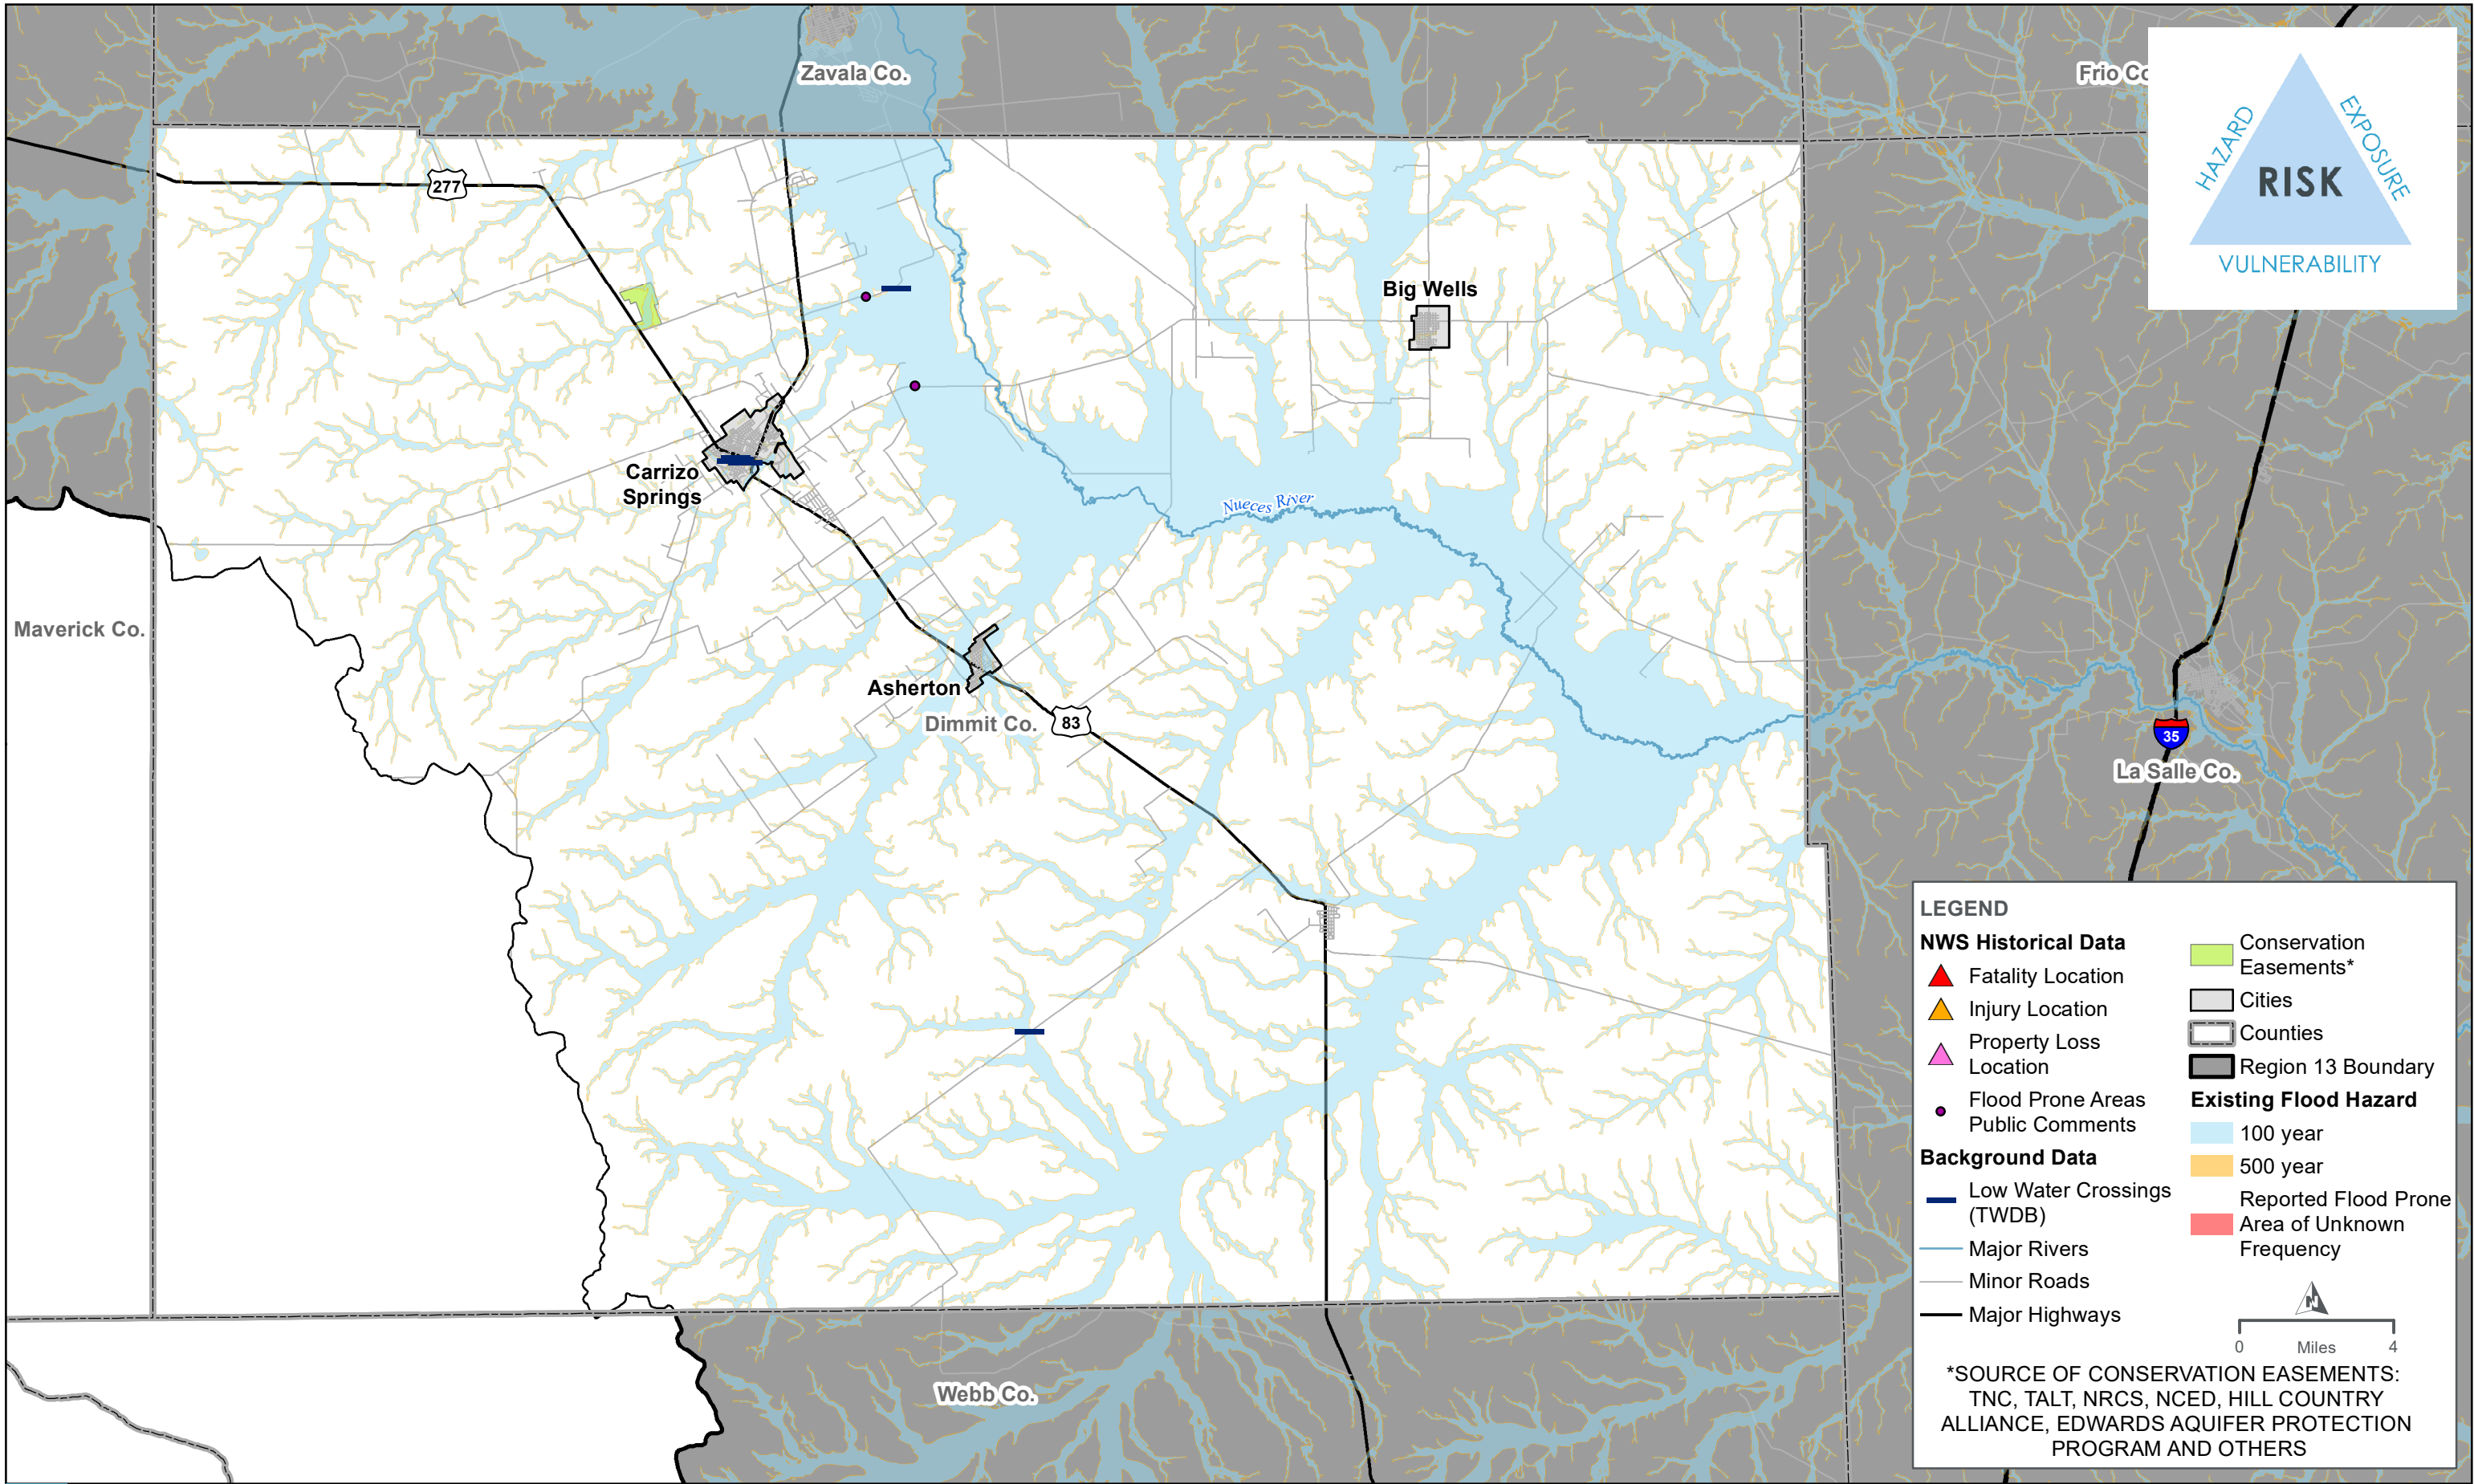 Zavala Co.
Frio Co
HAZARD
EXPOSURE
RISK
VULNERABILITY
277
Big Wells
Carrizo
Springs
Nueces River
Maverick Co.
Asherton
Dimmit Co.
83
35
La Salle Co.
Webb Co.
LEGEND
NWS Historical Data
Fatality Location
Injury Location
Property Loss
Location
Flood Prone Areas
Public Comments
Background Data
Low Water Crossings
(TWDB)
Major Rivers
Minor Roads
Major Highways
Conservation
Easements*
Cities
Counties
Region 13 Boundary
Existing Flood Hazard
100 year
500 year
Reported Flood Prone
Area of Unknown
Frequency
N
0 Miles 4
*SOURCE OF CONSERVATION EASEMENTS:
TNC, TALT, NRCS, NCED, HILL COUNTRY
ALLIANCE, EDWARDS AQUIFER PROTECTION
PROGRAM AND OTHERS